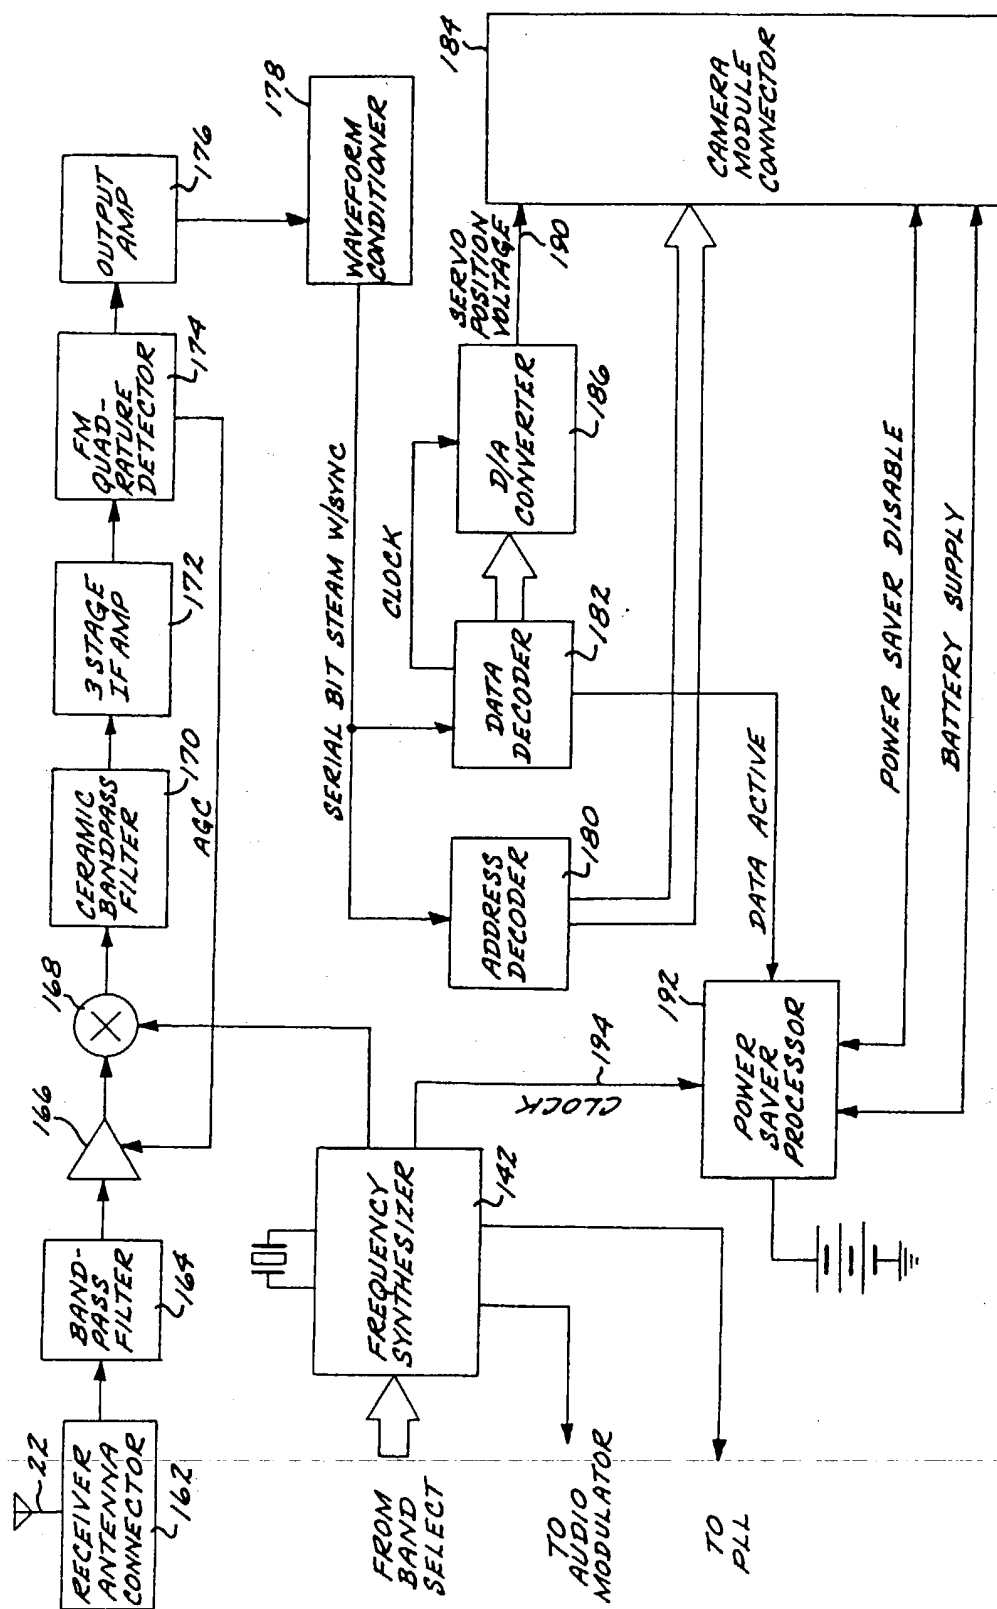 22
RECEIVER
ANTENNA
CONNECTOR
162
BAND-
PASS
FILTER
164
166
168
CERAMIC
BANDPASS
FILTER
170
3 STAGE
IF AMP
172
FM
QUAD-
RATURE
DETECTOR
174
OUTPUT
AMP
176
AGC
WAVEFORM
CONDITIONER
178
SERIAL BIT STEAM W/SYNC
FROM
BAND
SELECT
FREQUENCY
SYNTHESIZER
142
TO
AUDIO
MODULATOR
TO
PLL
CLOCK
194
ADDRESS
DECODER
180
DATA
DECODER
182
CLOCK
D/A
CONVERTER
186
SERVO
POSITION
VOLTAGE
190
CAMERA
MODULE
CONNECTOR
184
192
POWER
SAVER
PROCESSOR
DATA ACTIVE
POWER SAVER DISABLE
BATTERY SUPPLY